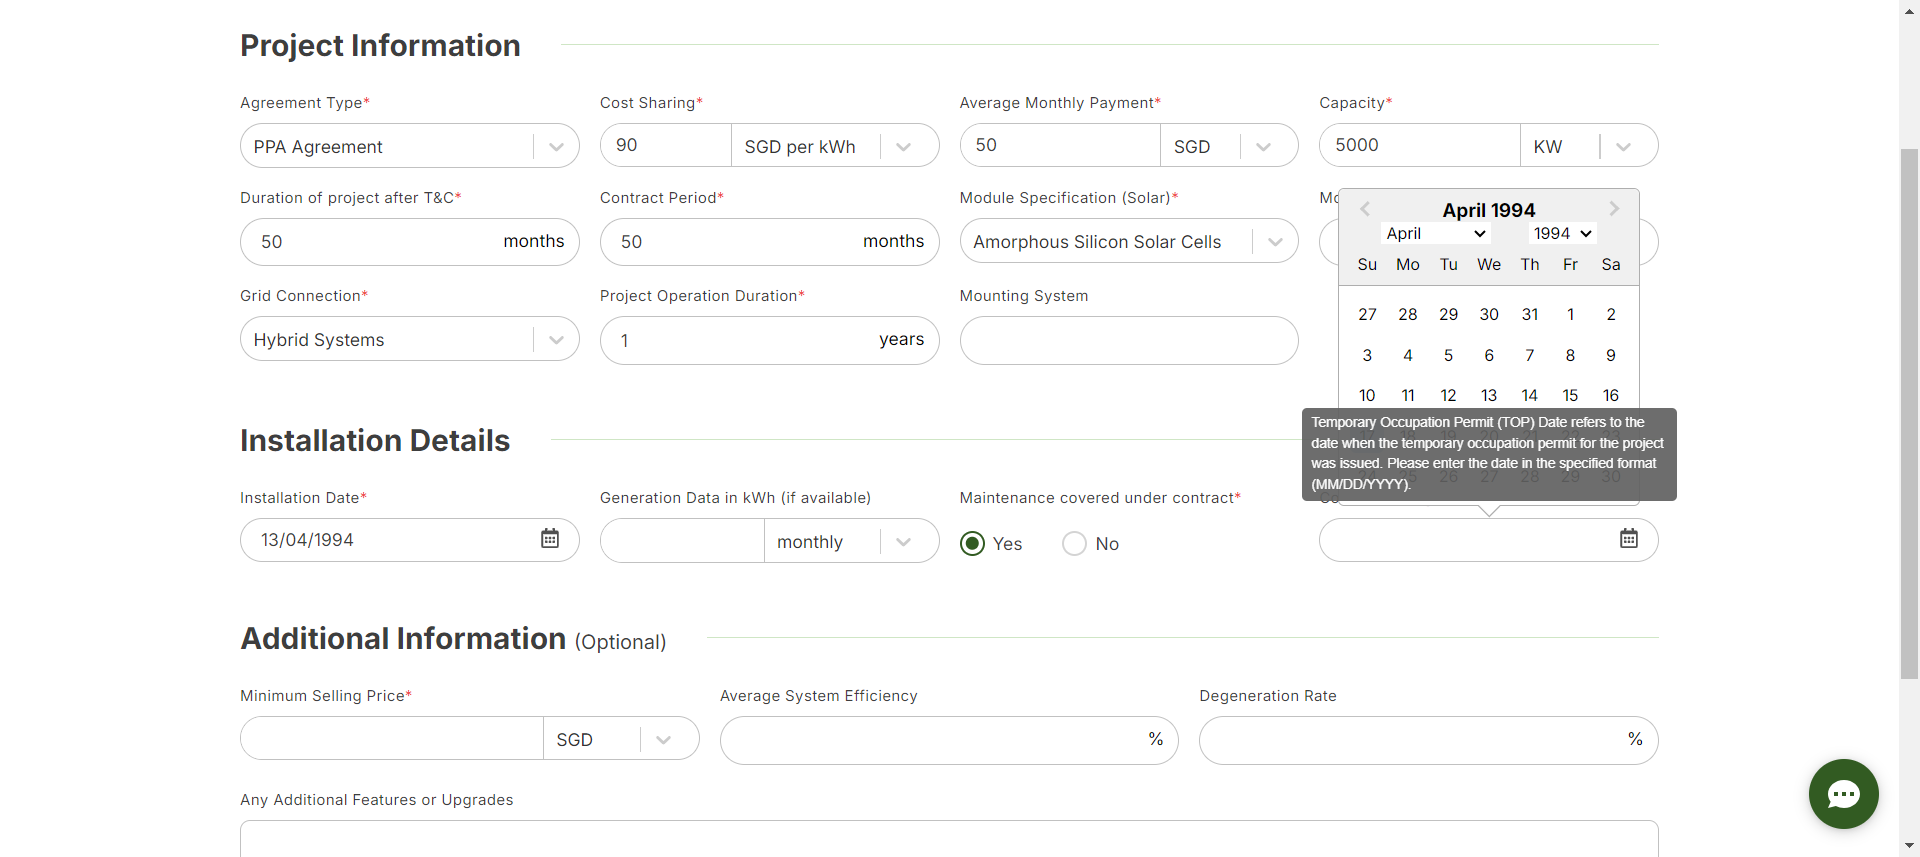 Project Information
Agreement Type*
Cost Sharing*
Average Monthly Payment*
Capacity*
PPA Agreement
90
SGD per kWh
50
SGD
5000
KW
Duration of project after T&C*
Contract Period*
Module Specification (Solar)*
50 months
50 months
Amorphous Silicon Solar Cells
Grid Connection*
Project Operation Duration*
Mounting System
Hybrid Systems
1 years
April 1994
April
1994
Su Mo Tu We Th Fr Sa
27 28 29 30 31 1 2
3 4 5 6 7 8 9
10 11 12 13 14 15 16
Temporary Occupation Permit (TOP) Date refers to the
date when the temporary occupation permit for the project
was issued. Please enter the date in the specified format
(MM/DD/YYYY).
Installation Details
Installation Date*
Generation Data in kWh (if available)
Maintenance covered under contract*
13/04/1994
monthly
Yes
No
Additional Information (Optional)
Minimum Selling Price*
Average System Efficiency
Degeneration Rate
SGD
%
%
Any Additional Features or Upgrades